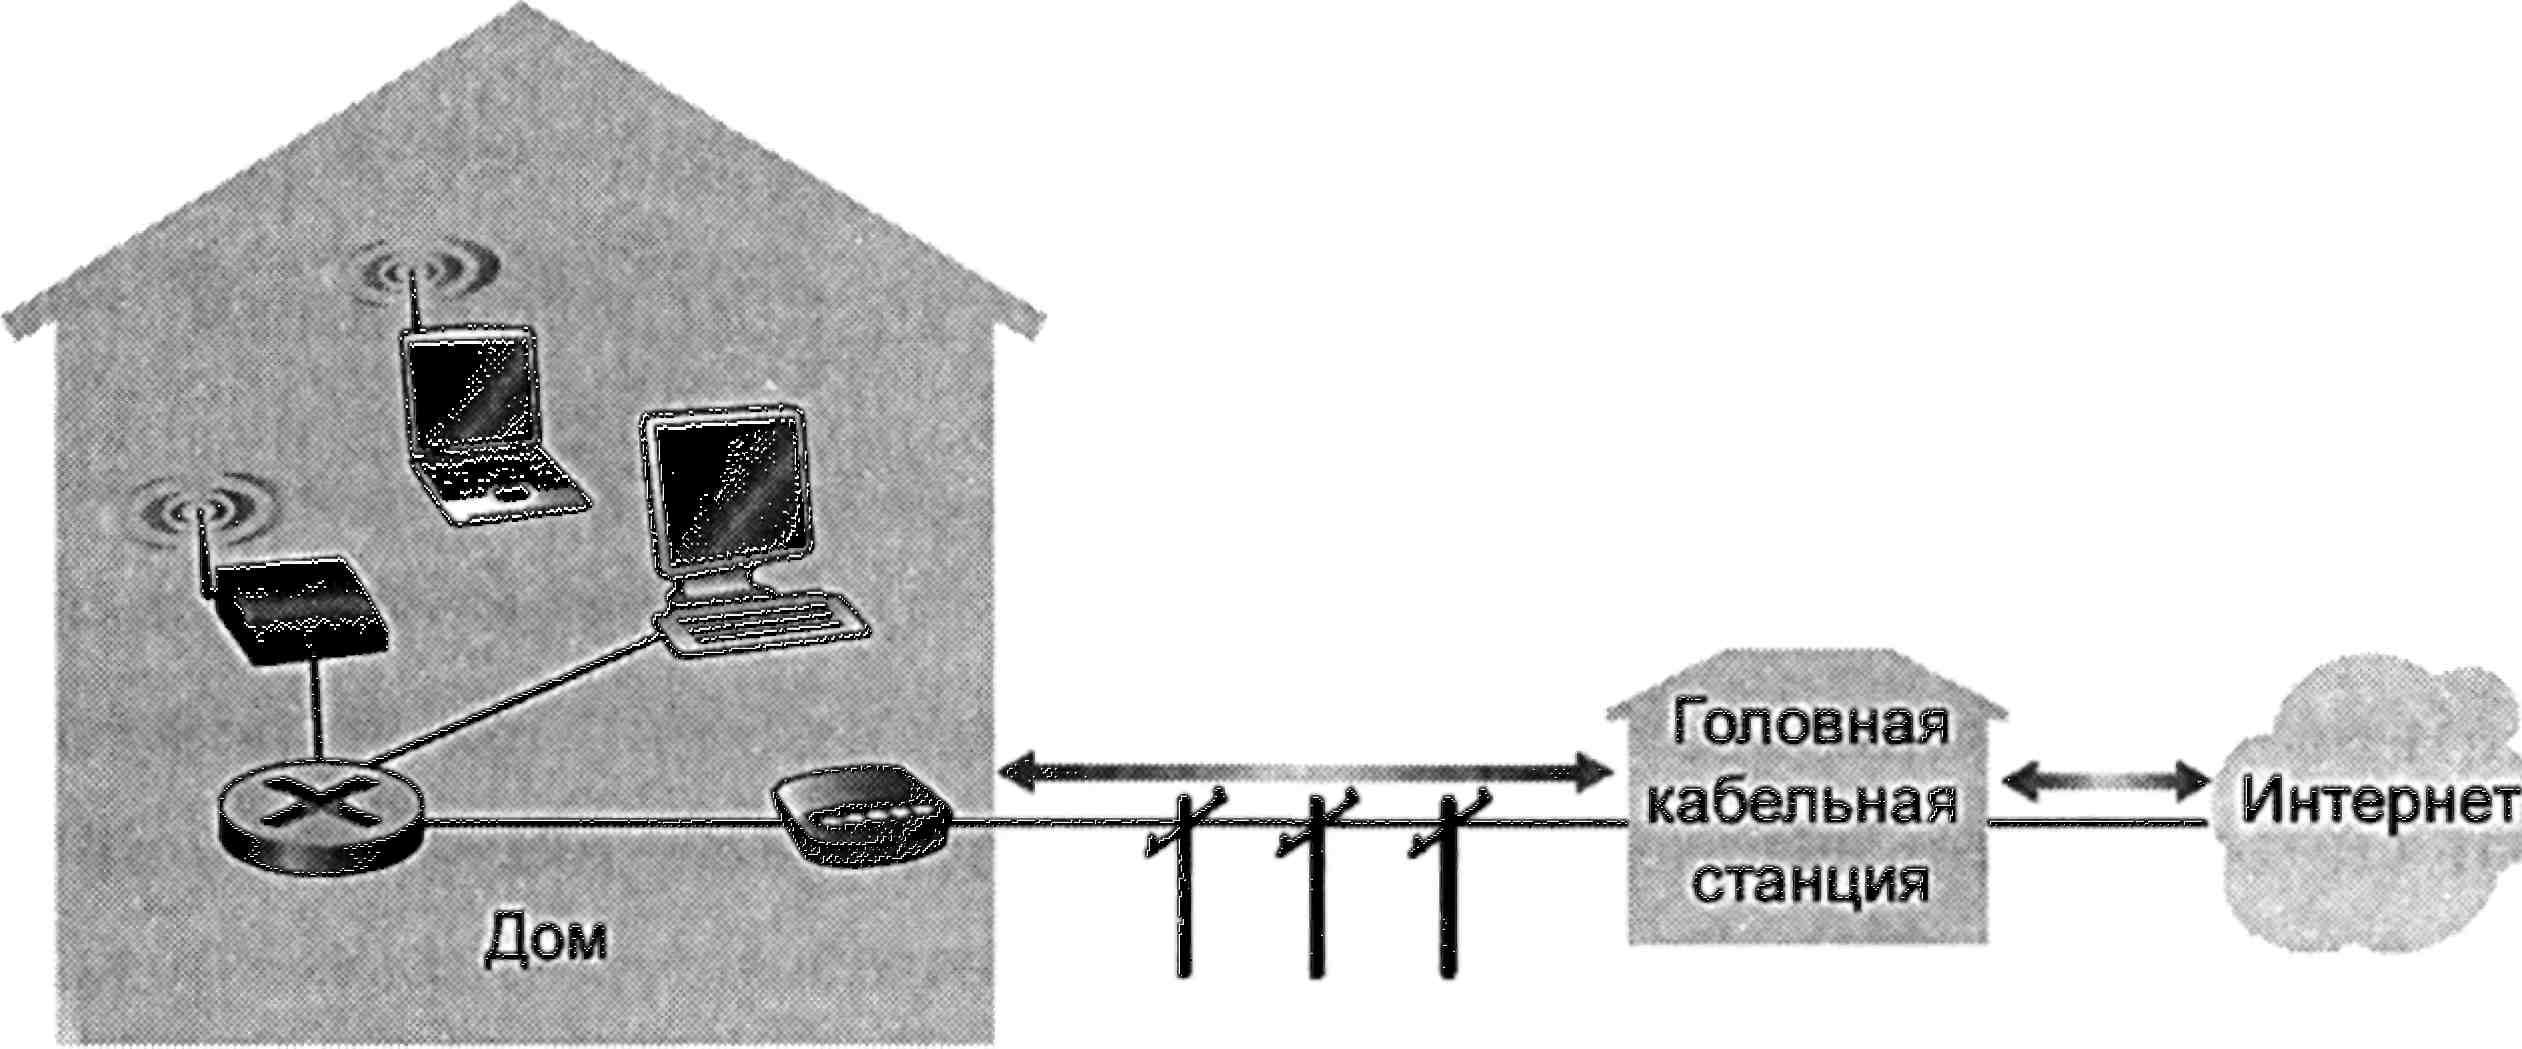 Дом
Головная
кабельная
станция
Интернет